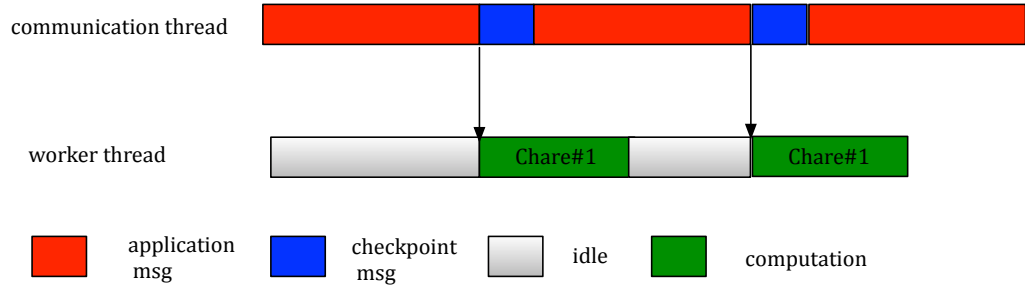 communication thread
worker thread
Chare#1
Chare#1
application
msg
checkpoint
msg
idle
computation